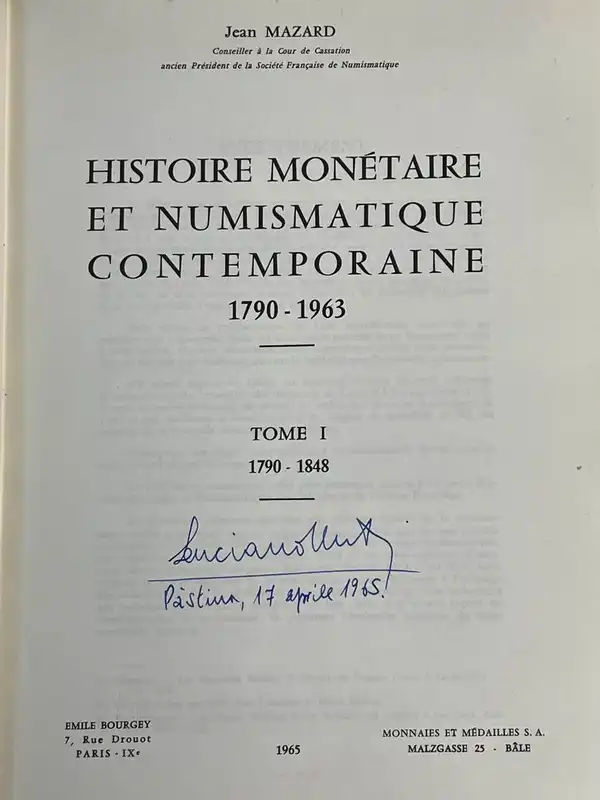 Jean MAZARD
Conseiller à la Cour de Cassation
ancien Président de la Société Française de Numismatique
HISTOIRE MONÉTAIRE
ET NUMISMATIQUE
CONTEMPORAINE
1790 - 1963
TOME I
1790 - 1848
Luciano
Pàstina, 17 aprile 1965.
EMILE BOURGEY
7, Rue Drouot
PARIS - IXe
1965
MONNAIES ET MÉDAILLES S. A.
MALZGASSE 25 - BÂLE